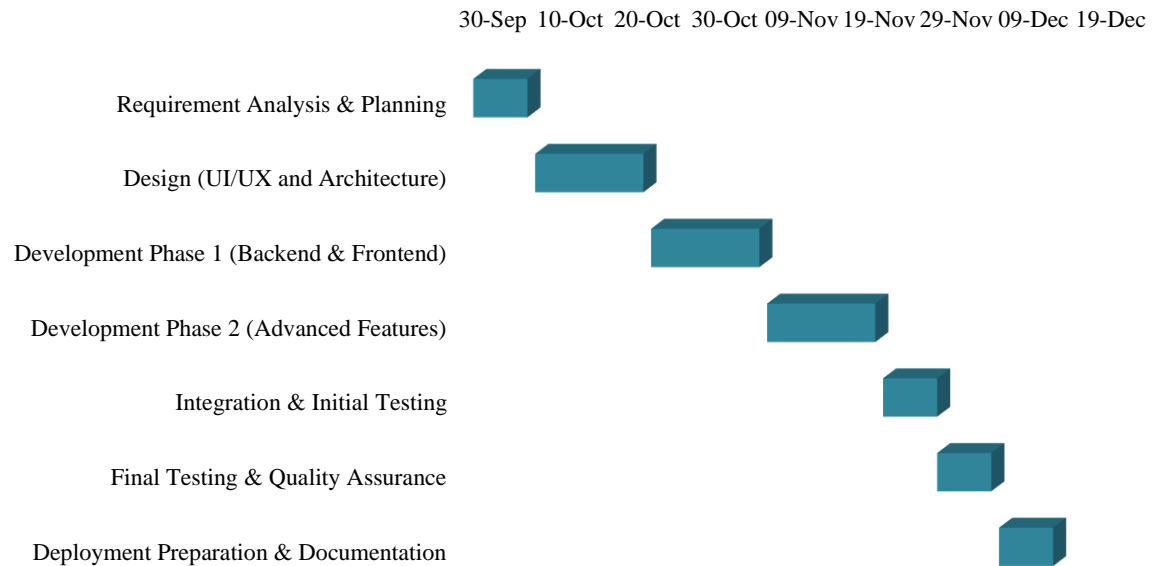 30-Sep 10-Oct 20-Oct 30-Oct 09-Nov 19-Nov 29-Nov 09-Dec 19-Dec
Requirement Analysis & Planning
Design (UI/UX and Architecture)
Development Phase 1 (Backend & Frontend)
Development Phase 2 (Advanced Features)
Integration & Initial Testing
Final Testing & Quality Assurance
Deployment Preparation & Documentation